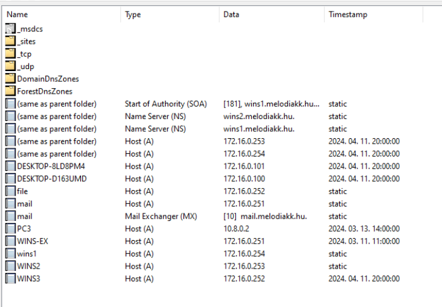 Name Type Data Timestamp
_msdcs
_sites
_tcp
_udp
DomainDnsZones
ForestDnsZones
(same as parent folder) Start of Authority (SOA) [181], wins1.melodiakk.hu.... static
(same as parent folder) Name Server (NS) wins2.melodiakk.hu. static
(same as parent folder) Name Server (NS) wins1.melodiakk.hu. static
(same as parent folder) Host (A) 172.16.0.253 2024. 04. 11. 20:00:00
(same as parent folder) Host (A) 172.16.0.254 2024. 04. 11. 20:00:00
DESKTOP-8LD8PM4 Host (A) 172.16.0.101 2024. 04. 11. 20:00:00
DESKTOP-D163UMD Host (A) 172.16.0.100 2024. 04. 11. 20:00:00
file Host (A) 172.16.0.252 static
mail Host (A) 172.16.0.251 static
mail Mail Exchanger (MX) [10] mail.melodiakk.hu. static
PC3 Host (A) 10.8.0.2 2024. 03. 13. 14:00:00
WINS-EX Host (A) 172.16.0.251 2024. 03. 11. 11:00:00
wins1 Host (A) 172.16.0.254 static
WINS2 Host (A) 172.16.0.253 static
WINS3 Host (A) 172.16.0.252 2024. 04. 11. 20:00:00